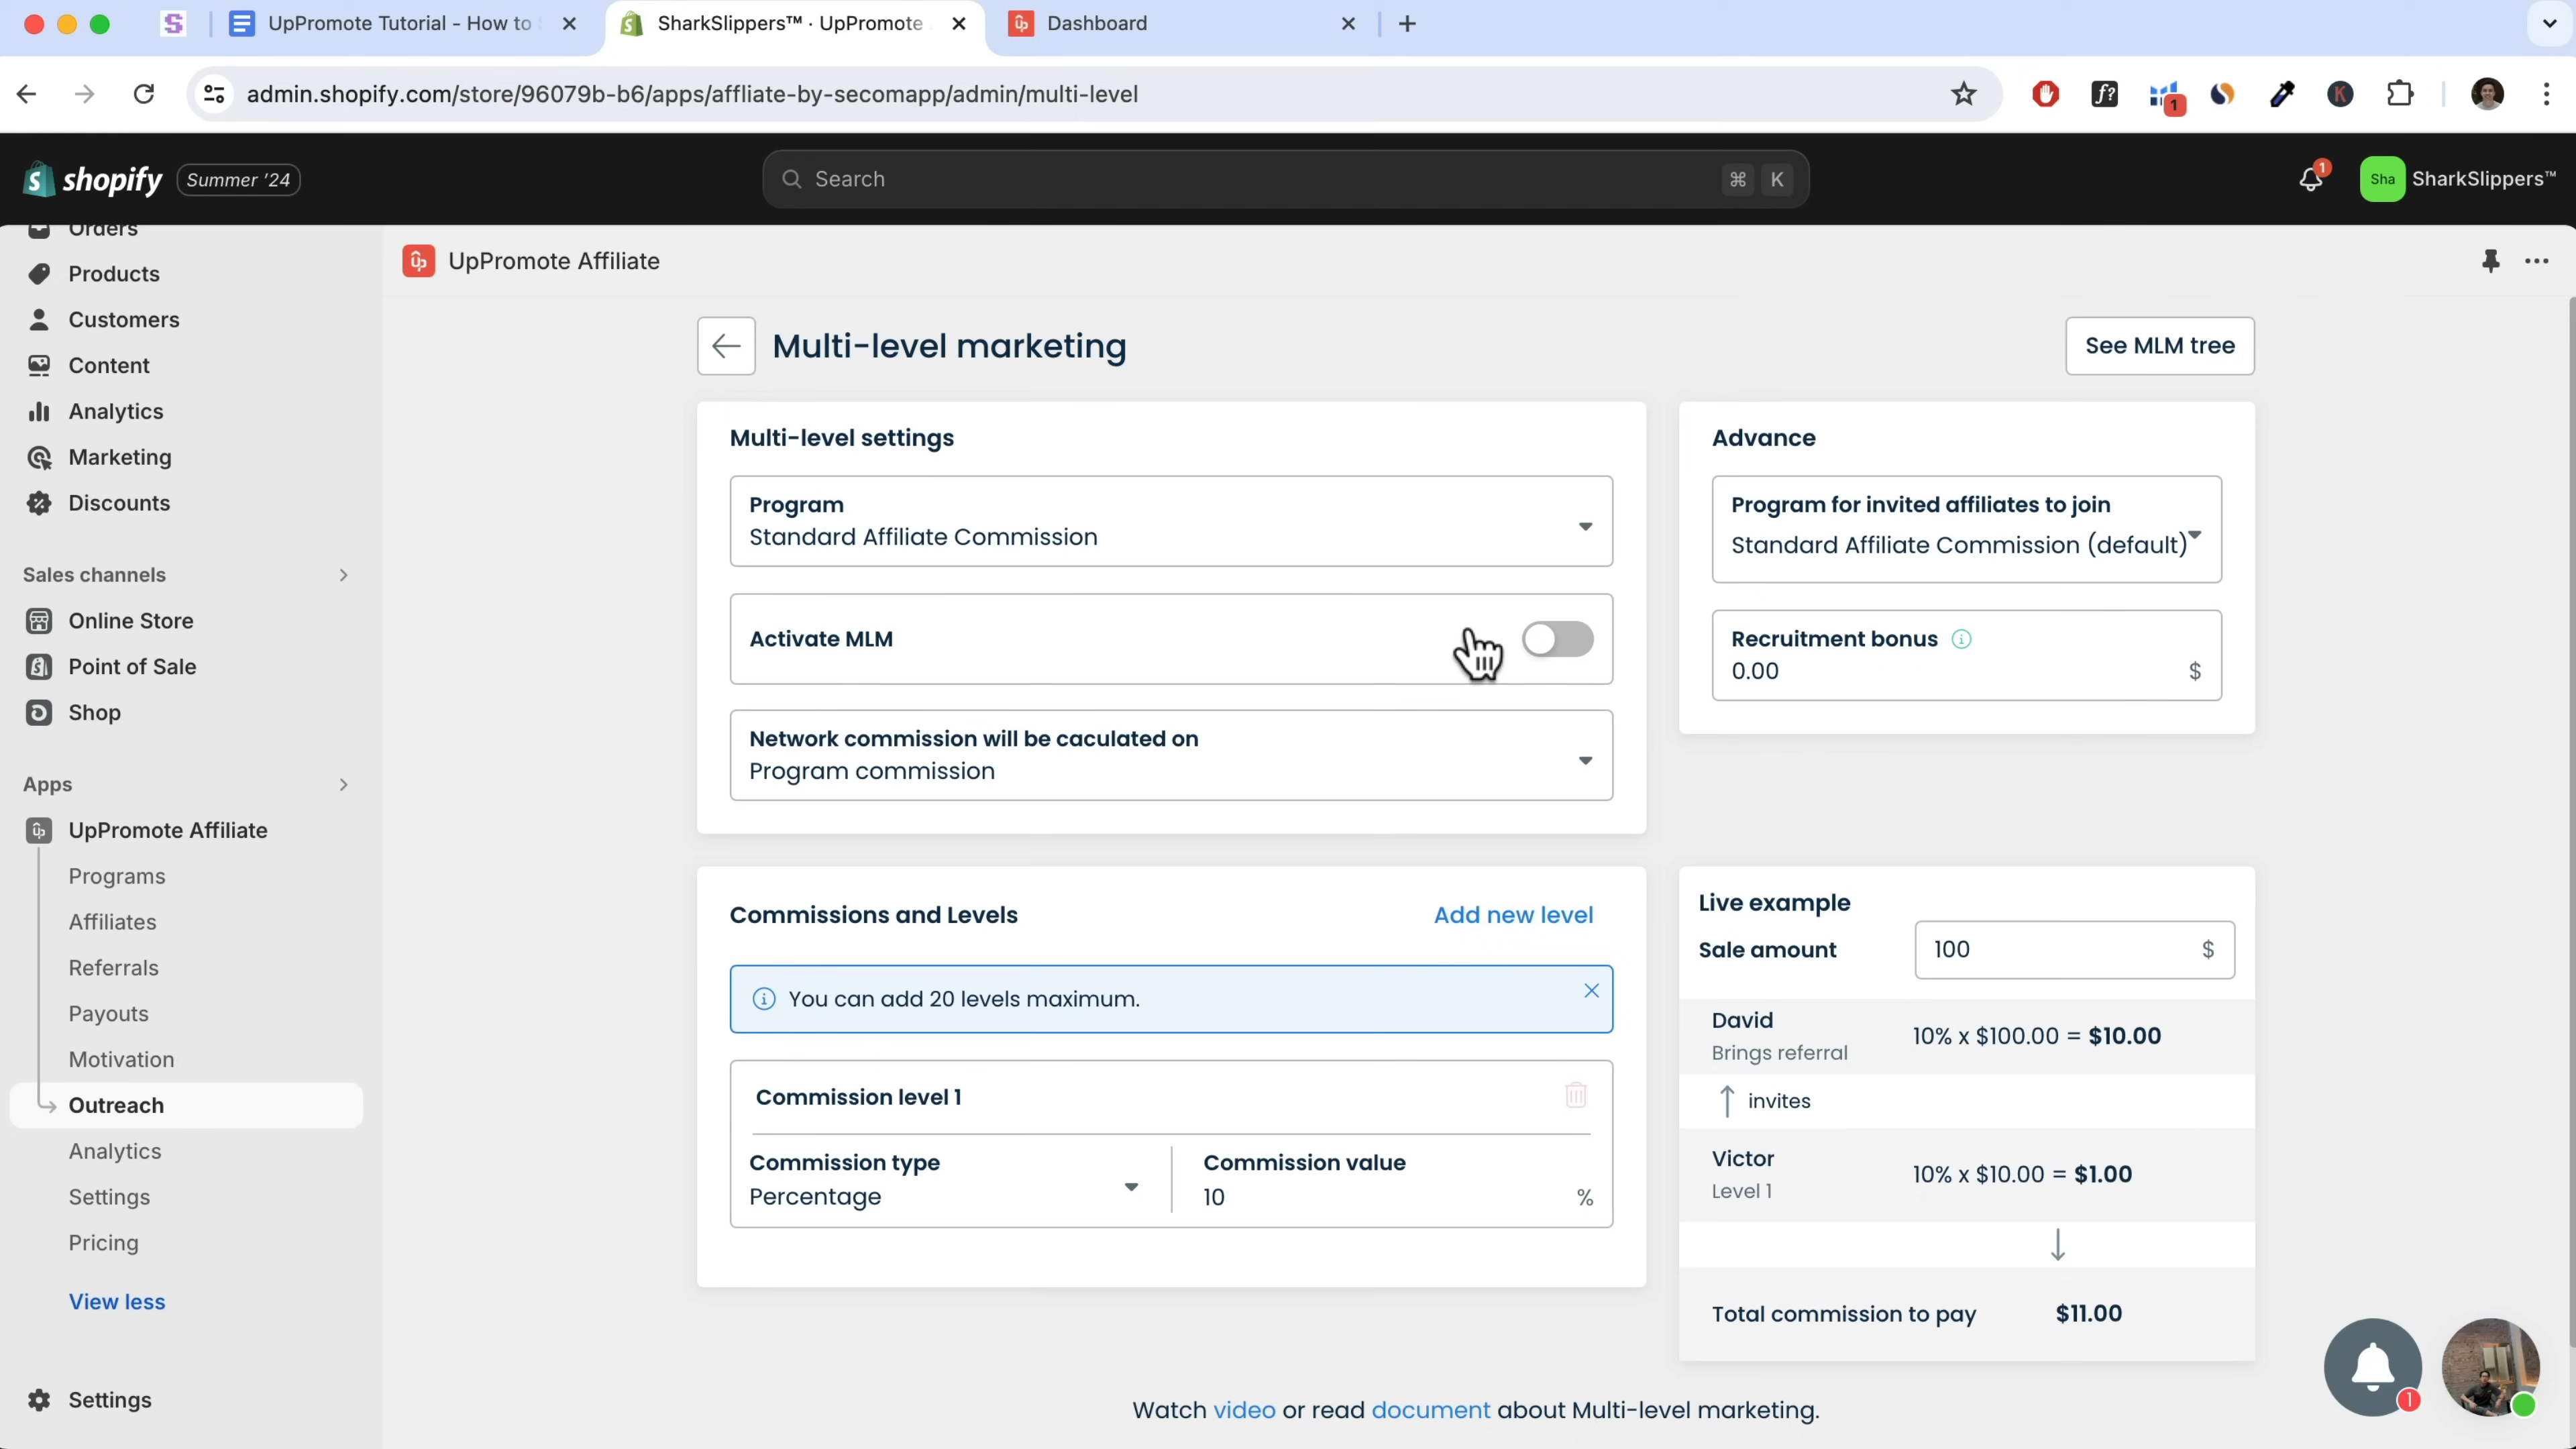 UpPromote Tutorial - How to
SharkSlippers™ · UpPromote
Dashboard
admin.shopify.com/store/96079b-b6/apps/affliate-by-secomapp/admin/multi-level
f?
1
K
shopify
Summer '24
Search
⌘ K
1
Sha
SharkSlippers™
Orders
Products
Customers
Content
Analytics
Marketing
Discounts
Sales channels
Online Store
Point of Sale
Shop
Apps
UpPromote Affiliate
Programs
Affiliates
Referrals
Payouts
Motivation
Outreach
Analytics
Settings
Pricing
View less
Settings
UpPromote Affiliate
Multi-level marketing
See MLM tree
Multi-level settings
Program
Standard Affiliate Commission
Activate MLM
Network commission will be caculated on
Program commission
Advance
Program for invited affiliates to join
Standard Affiliate Commission (default)
Recruitment bonus
0.00 $
Commissions and Levels
Add new level
You can add 20 levels maximum.
Commission level 1
Commission type
Percentage
Commission value
10 %
Live example
Sale amount
100 $
David
Brings referral
10% x $100.00 = $10.00
invites
Victor
Level 1
10% x $10.00 = $1.00
Total commission to pay
$11.00
Watch video or read document about Multi-level marketing.
1